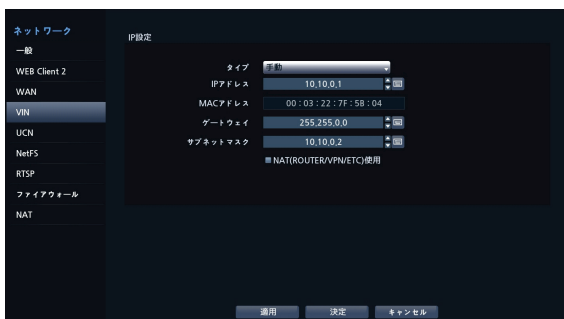 ネットワーク
一般
WEB Client 2
WAN
VIN
UCN
NetFS
RTSP
ファイアウォール
NAT
IP設定
タイプ 手動
IPアドレス 10,10,0,1
MACアドレス 00 : 03 : 22 : 7F : 5B : 04
ゲートウェイ 255,255,0,0
サブネットマスク 10,10,0,2
NAT(ROUTER/VPN/ETC)使用
適用 決定 キャンセル